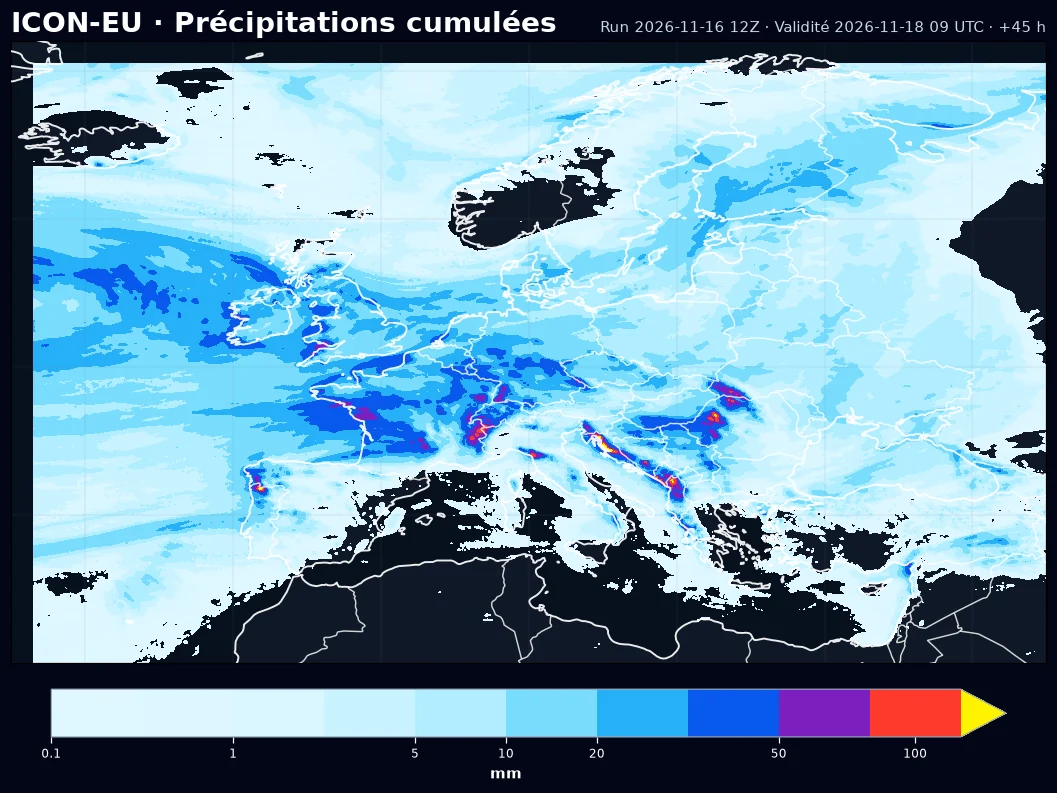 ICON-EU · Précipitations cumulées
Run 2026-11-16 12Z · Validité 2026-11-18 09 UTC · +45 h
0.1 1 5 10 20 50 100
mm